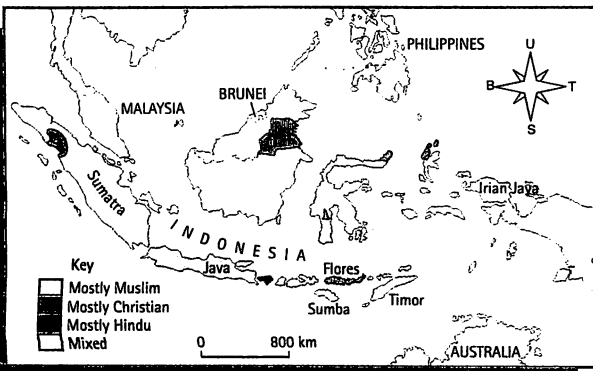 PHILIPPINES
U
B
T
S
BRUNEI
MALAYSIA
Sumatra
Irian Jaya
INDONESIA
Java
Flores
Sumba
Timor
Key
Mostly Muslim
Mostly Christian
Mostly Hindu
Mixed
0 800 km
AUSTRALIA